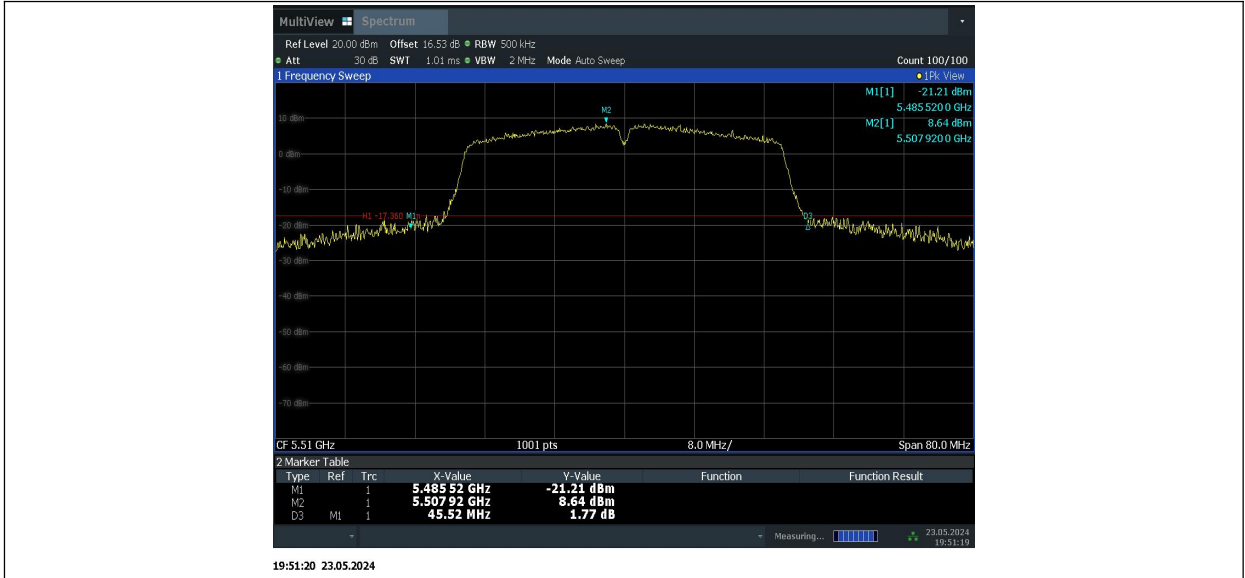 MultiView Spectrum
Ref Level 20.00 dBm Offset 16.53 dB RBW 500 kHz
Att 30 dB SWT 1.01 ms VBW 2 MHz Mode Auto Sweep Count 100/100
1 Frequency Sweep 1Pk View
M1[1] -21.21 dBm
5.485 520 0 GHz
M2[1] 8.64 dBm
5.507 920 0 GHz
M2
10 dBm
0 dBm
-10 dBm
H1 -17.360 M1
D3
-20 dBm
-30 dBm
-40 dBm
-50 dBm
-60 dBm
-70 dBm
CF 5.51 GHz 1001 pts 8.0 MHz/ Span 80.0 MHz
2 Marker Table
Type Ref Trc X-Value Y-Value Function Function Result
M1 1 5.485 52 GHz -21.21 dBm
M2 1 5.507 92 GHz 8.64 dBm
D3 M1 1 45.52 MHz 1.77 dB
Measuring... 23.05.2024
19:51:19
19:51:20 23.05.2024